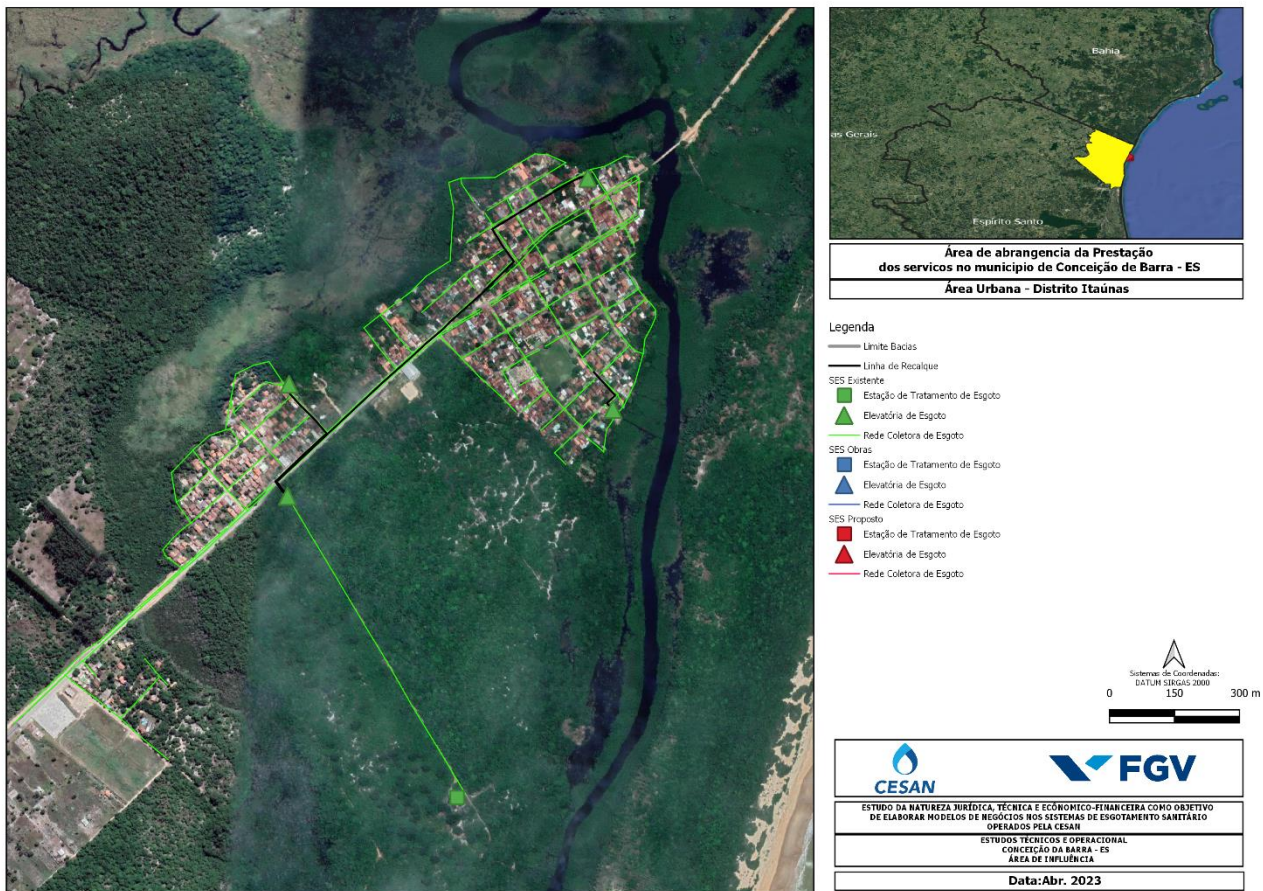 Bahia
as Gerais
Espírito Santo
Área de abrangencia da Prestação
dos servicos no municipio de Conceição de Barra - ES
Área Urbana - Distrito Itaúnas
Legenda
Limite Bacias
Linha de Recalque
SES Existente
Estação de Tratamento de Esgoto
Elevatória de Esgoto
Rede Coletora de Esgoto
SES Obras
Estação de Tratamento de Esgoto
Elevatória de Esgoto
Rede Coletora de Esgoto
SES Proposto
Estação de Tratamento de Esgoto
Elevatória de Esgoto
Rede Coletora de Esgoto
Sistemas de Coordenadas:
DATUM SIRGAS 2000
0 150 300 m
CESAN
FGV
ESTUDO DA NATUREZA JURÍDICA, TÉCNICA E ECÔNOMICO-FINANCEIRA COMO OBJETIVO
DE ELABORAR MODELOS DE NEGÓCIOS NOS SISTEMAS DE ESGOTAMENTO SANITÁRIO
OPERADOS PELA CESAN
ESTUDOS TÉCNICOS E OPERACIONAL
CONCEIÇÃO DA BARRA - ES
ÁREA DE INFLUÊNCIA
Data:Abr. 2023